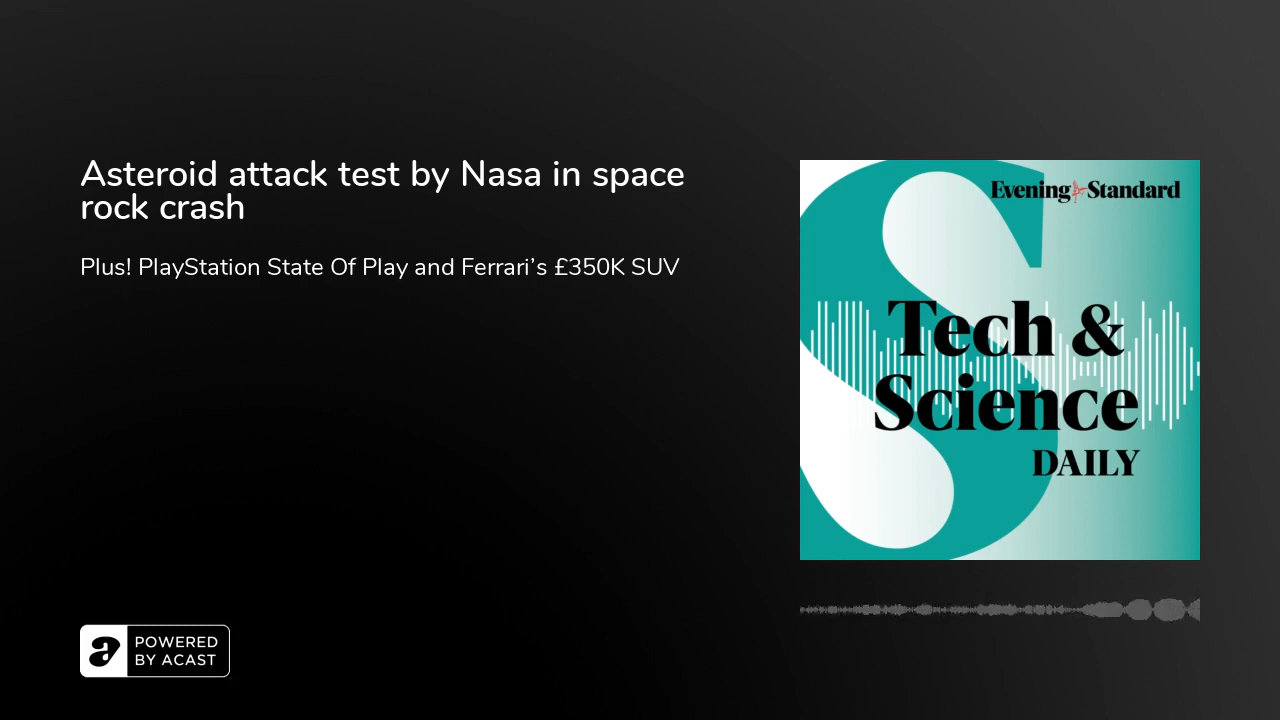 Asteroid attack test by Nasa in space
rock crash
Plus! PlayStation State Of Play and Ferrari’s £350K SUV
Evening Standard
Tech &
Science
DAILY
POWERED
BY ACAST